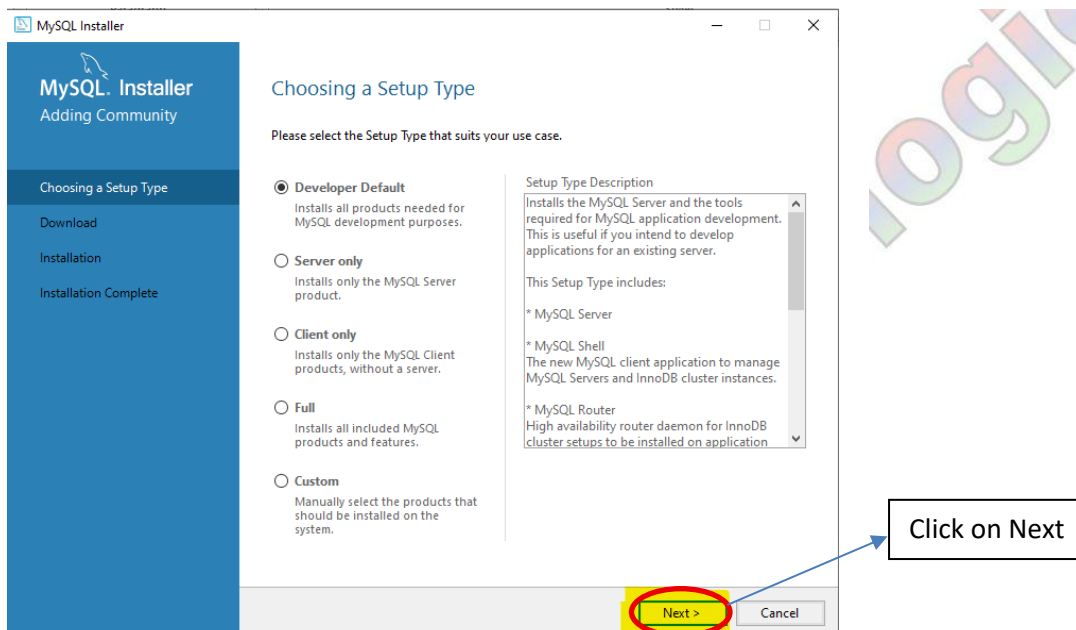 MySQL Installer
MySQL. Installer
Adding Community
Choosing a Setup Type
Download
Installation
Installation Complete
Choosing a Setup Type
Please select the Setup Type that suits your use case.
Developer Default
Installs all products needed for
MySQL development purposes.
Server only
Installs only the MySQL Server
product.
Client only
Installs only the MySQL Client
products, without a server.
Full
Installs all included MySQL
products and features.
Custom
Manually select the products that
should be installed on the
system.
Setup Type Description
Installs the MySQL Server and the tools
required for MySQL application development.
This is useful if you intend to develop
applications for an existing server.
This Setup Type includes:
* MySQL Server
* MySQL Shell
The new MySQL client application to manage
MySQL Servers and InnoDB cluster instances.
* MySQL Router
High availability router daemon for InnoDB
cluster setups to be installed on application
Next >
Cancel
Click on Next